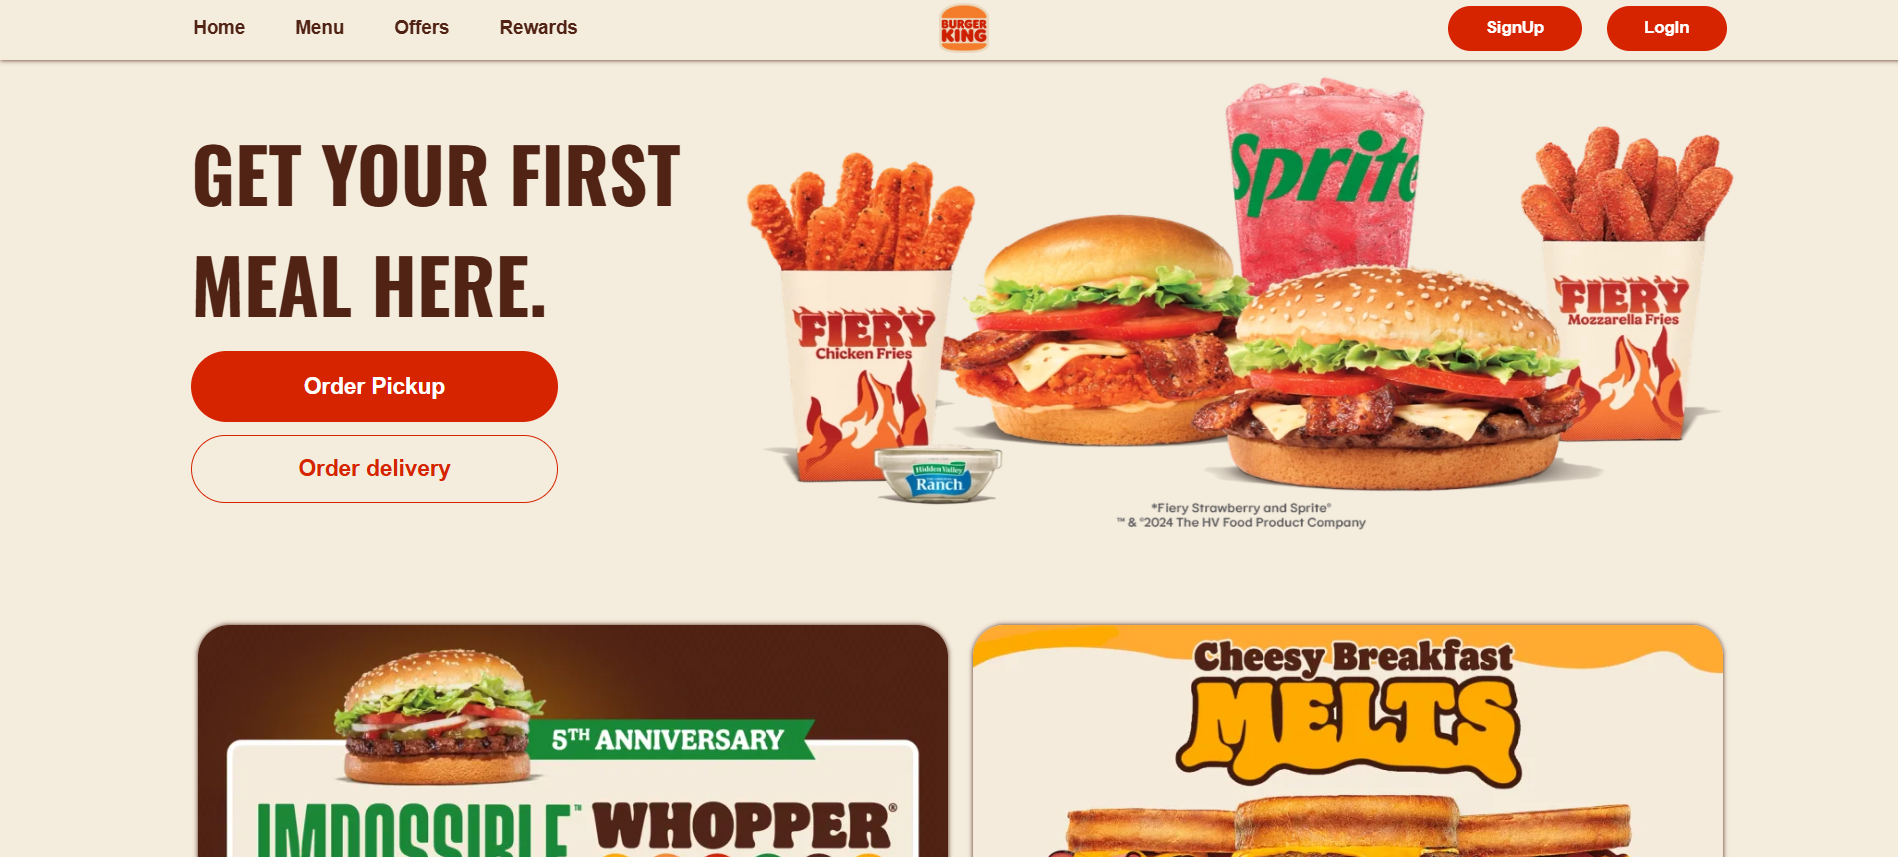 Home
Menu
Offers
Rewards
BURGER
KING
SignUp
LogIn
GET YOUR FIRST
MEAL HERE.
Order Pickup
Order delivery
Sprite
FIERY
Chicken Fries
FIERY
Mozzarella Fries
Hidden Valley
Ranch
*Fiery Strawberry and Sprite®
™ & ©2024 The HV Food Product Company
5TH ANNIVERSARY
IMPOSSIBLE™ WHOPPER®
Cheesy Breakfast
MELTS